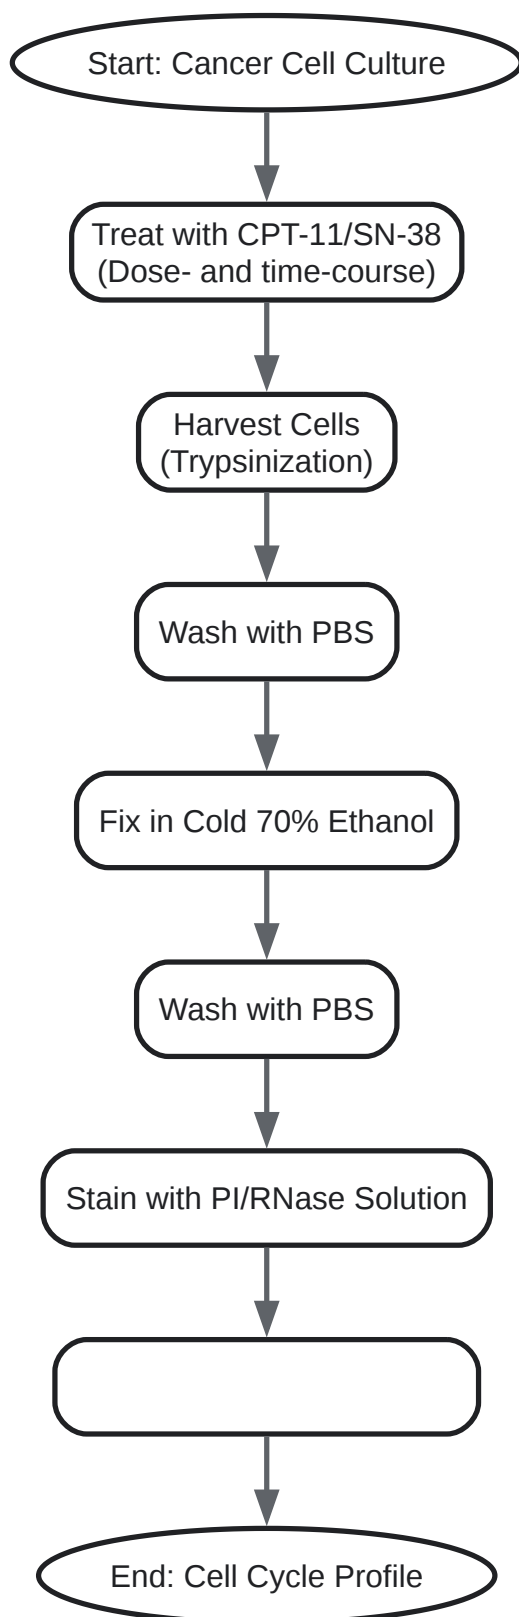 Start: Cancer Cell Culture
Treat with CPT-11/SN-38
(Dose- and time-course)
Harvest Cells
(Trypsinization)
Wash with PBS
Fix in Cold 70% Ethanol
Wash with PBS
Stain with PI/RNase Solution
End: Cell Cycle Profile